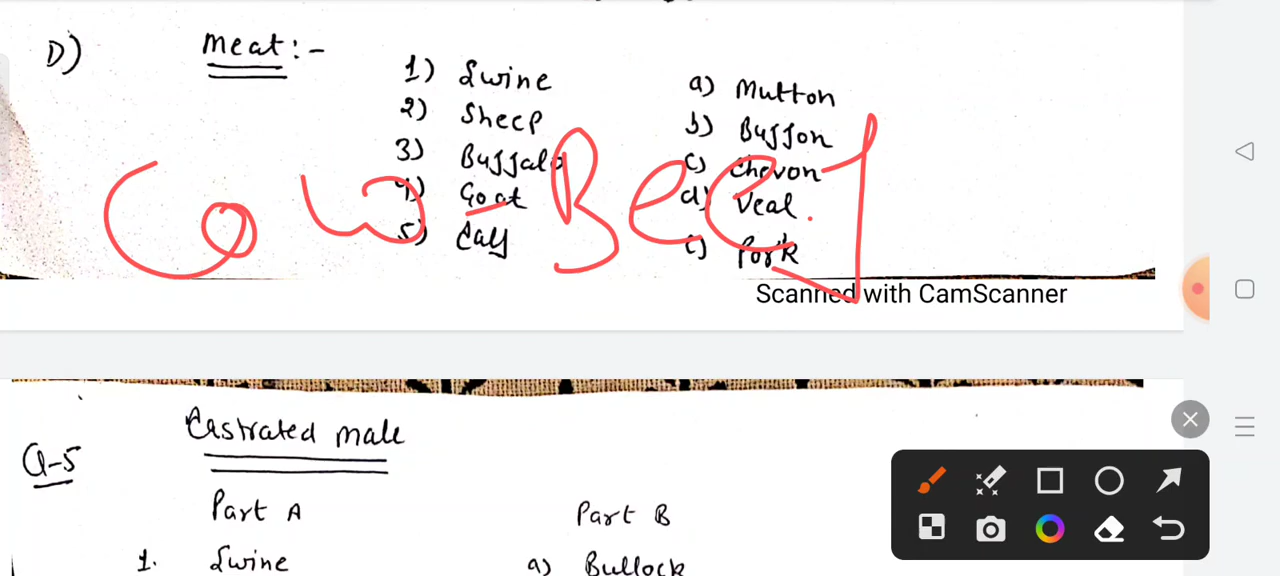 D) Meat:-
1) Swine a) Mutton
2) Sheep b) Buffon
3) Buffalo c) Chevon
4) Goat d) Veal.
5) Calf e) Pork
Cow Beef
Scanned with CamScanner
Castrated male
Q-5
Part A Part B
1. Swine a) Bullock